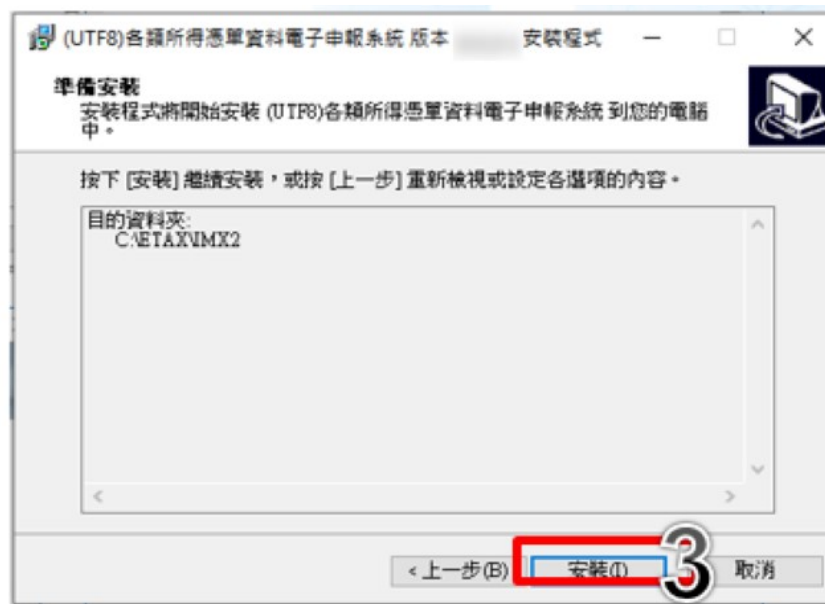 (UTF8)各類所得憑單資料電子申報系統 版本 安裝程式
準備安裝
安裝程式將開始安裝 (UTF8)各類所得憑單資料電子申報系統 到您的電腦
中。
按下 [安裝] 繼續安裝，或按 [上一步] 重新檢視或設定各選項的內容。
目的資料夾:
C:\ETAX\IMX2
< 上一步(B) 安裝(I) 3 取消